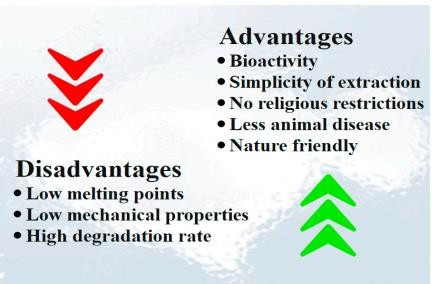 Advantages
• Bioactivity
• Simplicity of extraction
• No religious restrictions
• Less animal disease
• Nature friendly
Disadvantages
• Low melting points
• Low mechanical properties
• High degradation rate